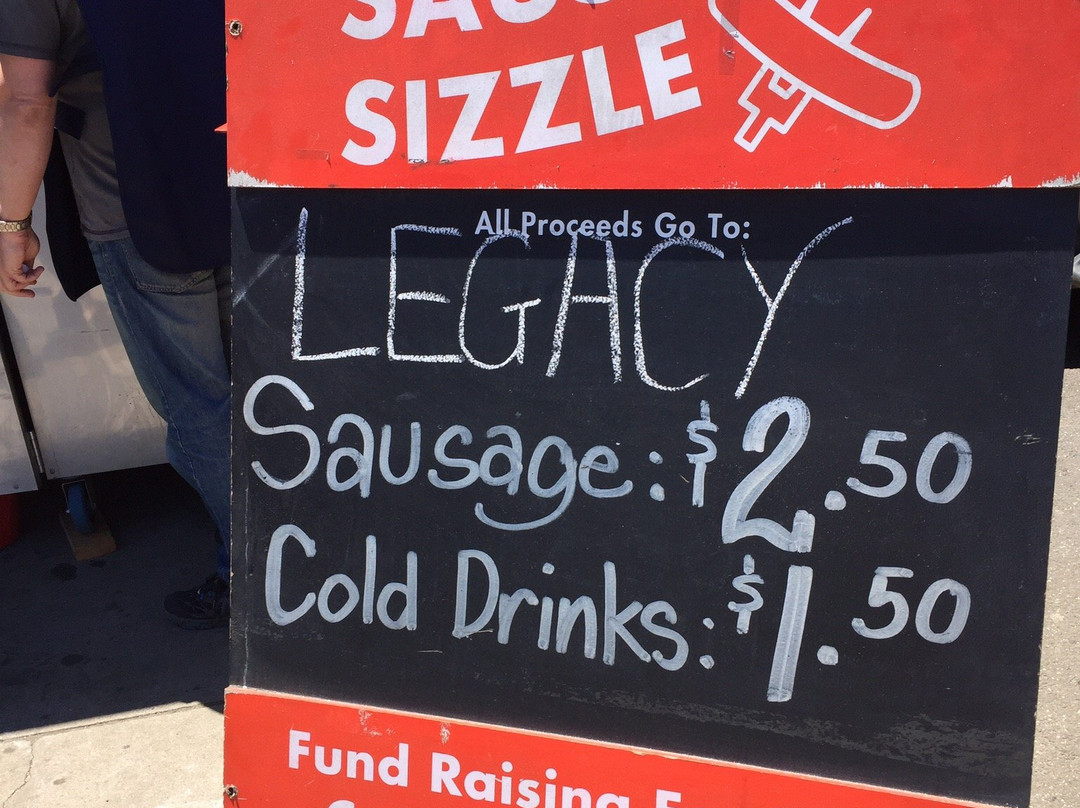 SIZZLE
All Proceeds Go To:
LEGACY
Sausage: $2.50
Cold Drinks: $1.50
Fund Raising